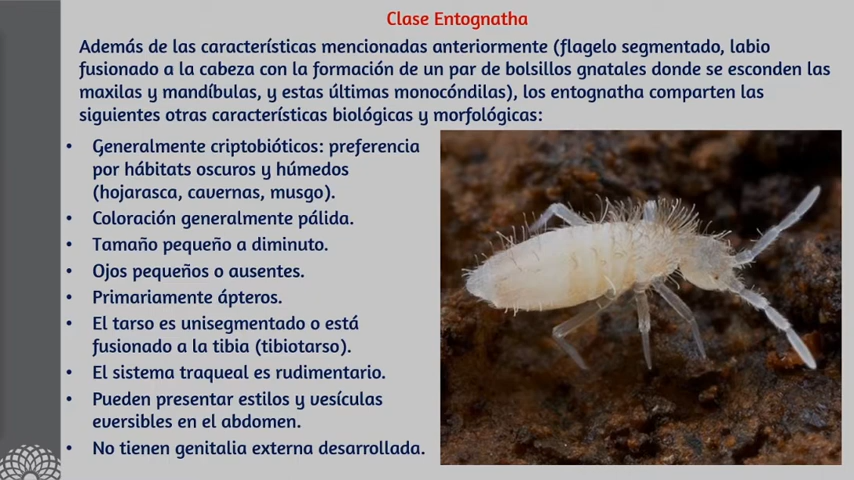 Clase Entognatha
Además de las características mencionadas anteriormente (flagelo segmentado, labio
fusionado a la cabeza con la formación de un par de bolsillos gnatales donde se esconden las
maxilas y mandíbulas, y estas últimas monocóndilas), los entognatha comparten las
siguientes otras características biológicas y morfológicas:
• Generalmente criptobióticos: preferencia
por hábitats oscuros y húmedos
(hojarasca, cavernas, musgo).
• Coloración generalmente pálida.
• Tamaño pequeño a diminuto.
• Ojos pequeños o ausentes.
• Primariamente ápteros.
• El tarso es unisegmentado o está
fusionado a la tibia (tibiotarso).
• El sistema traqueal es rudimentario.
• Pueden presentar estilos y vesículas
eversibles en el abdomen.
• No tienen genitalia externa desarrollada.